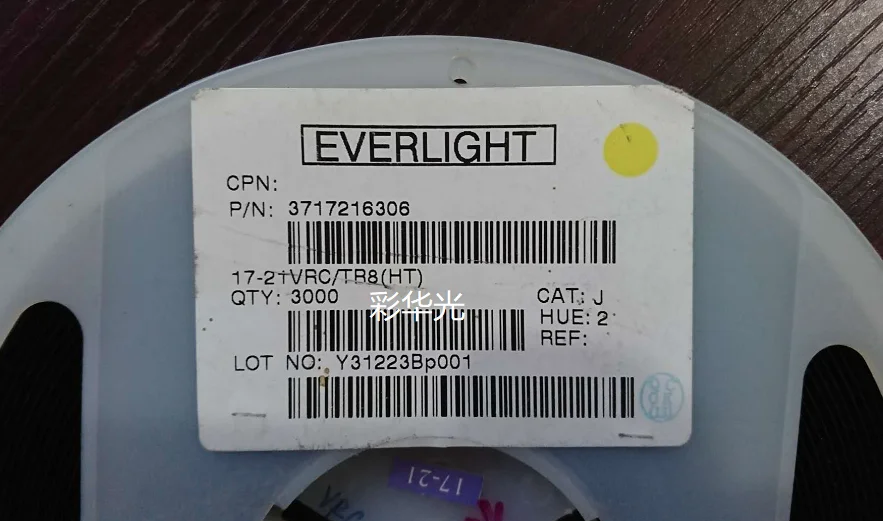 EVERLIGHT
CPN:
P/N: 3717216306
17-21VRC/TR8(HT)
QTY: 3000
彩华光
CAT: J
HUE: 2
REF:
LOT NO: Y31223Bp001
17-21